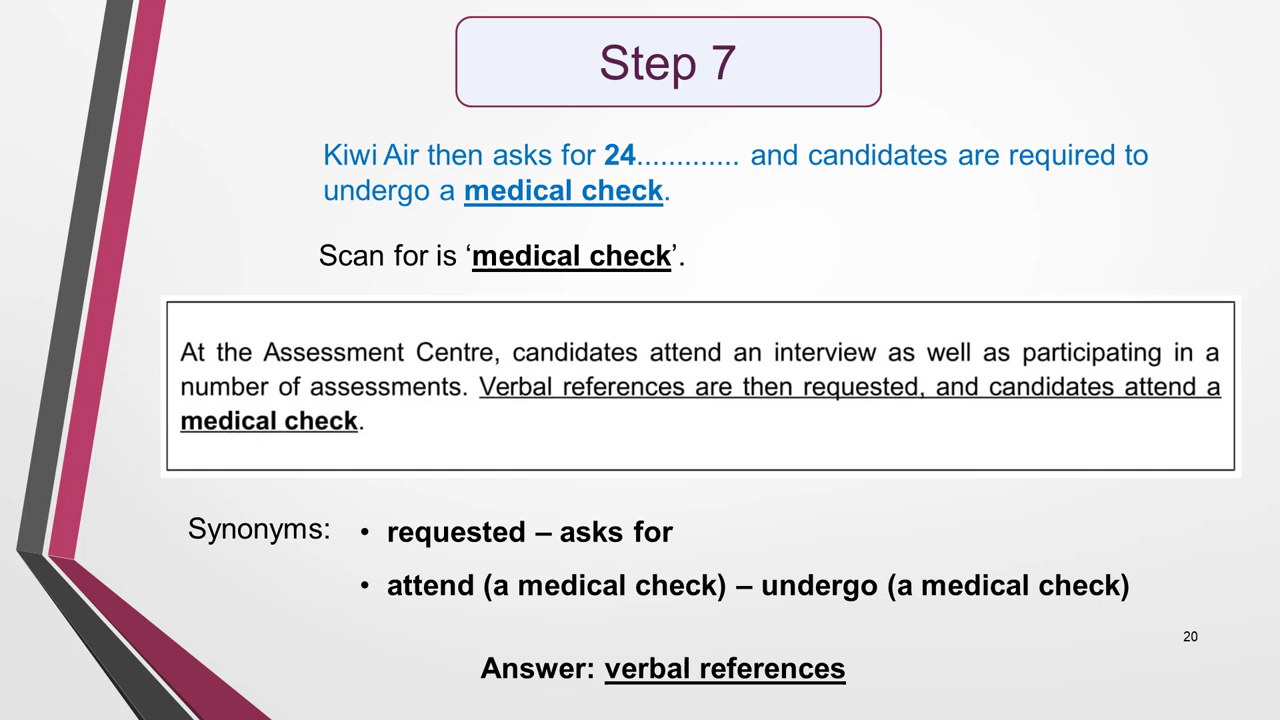 Step 7
Kiwi Air then asks for 24............. and candidates are required to
undergo a medical check.
Scan for is ‘medical check’.
At the Assessment Centre, candidates attend an interview as well as participating in a
number of assessments. Verbal references are then requested, and candidates attend a
medical check.
Synonyms:
• requested – asks for
• attend (a medical check) – undergo (a medical check)
20
Answer: verbal references